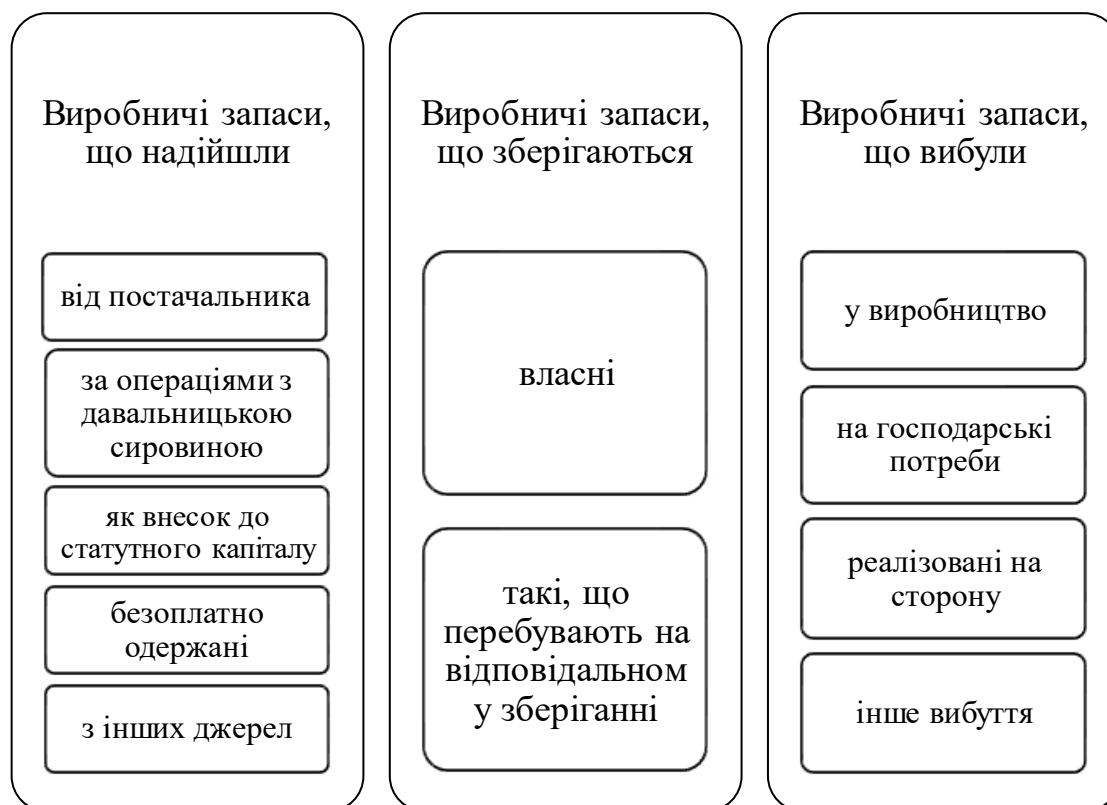 Виробничі запаси,
що надійшли
від постачальника
за операціями з
давальницькою
сировиною
як внесок до
статутного капіталу
безоплатно
одержані
з інших джерел
Виробничі запаси,
що зберігаються
власні
такі, що
перебувають на
відповідальном
у зберіганні
Виробничі запаси,
що вибули
у виробництво
на господарські
потреби
реалізовані на
сторону
інше вибуття